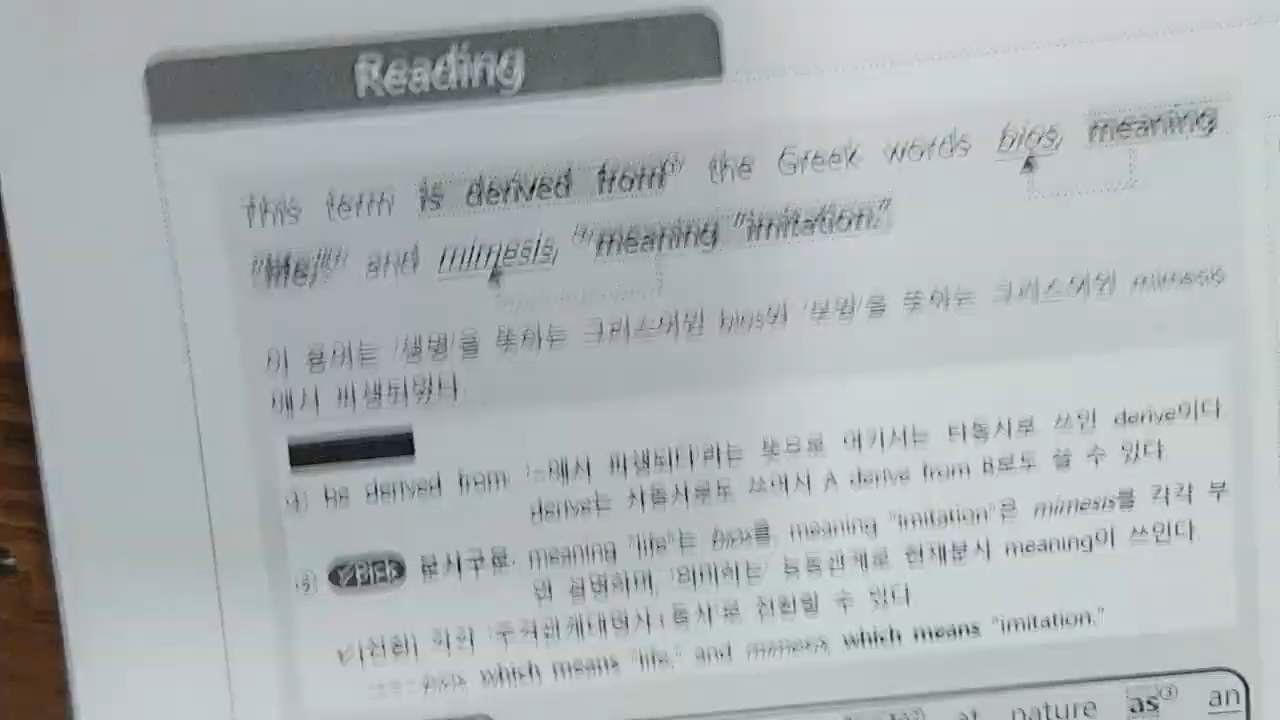 Reading
this term is derived from① the Greek words bios, meaning
"life," and mimesis, meaning "imitation."
이 용어는 '생명'을 뜻하는 그리스어인 bios와 '모방'을 뜻하는 그리스어인 mimesis
에서 파생되었다
be derived from '~에서 파생되다'라는 뜻으로 여기서는 타동사로 쓰인 derive이다
derive는 자동사로도 쓰여서 A derive from B로도 쓸 수 있다
분사구문. meaning "life"는 bios를, meaning "imitation"은 mimesis를 각각 부
연 설명하며, '의미하는' 능동관계로 현재분사 meaning이 쓰인다
(전환) 각각 '주격관계대명사+동사'로 전환할 수 있다
bios which means "life," and mimesis, which means "imitation."
nature as③ an